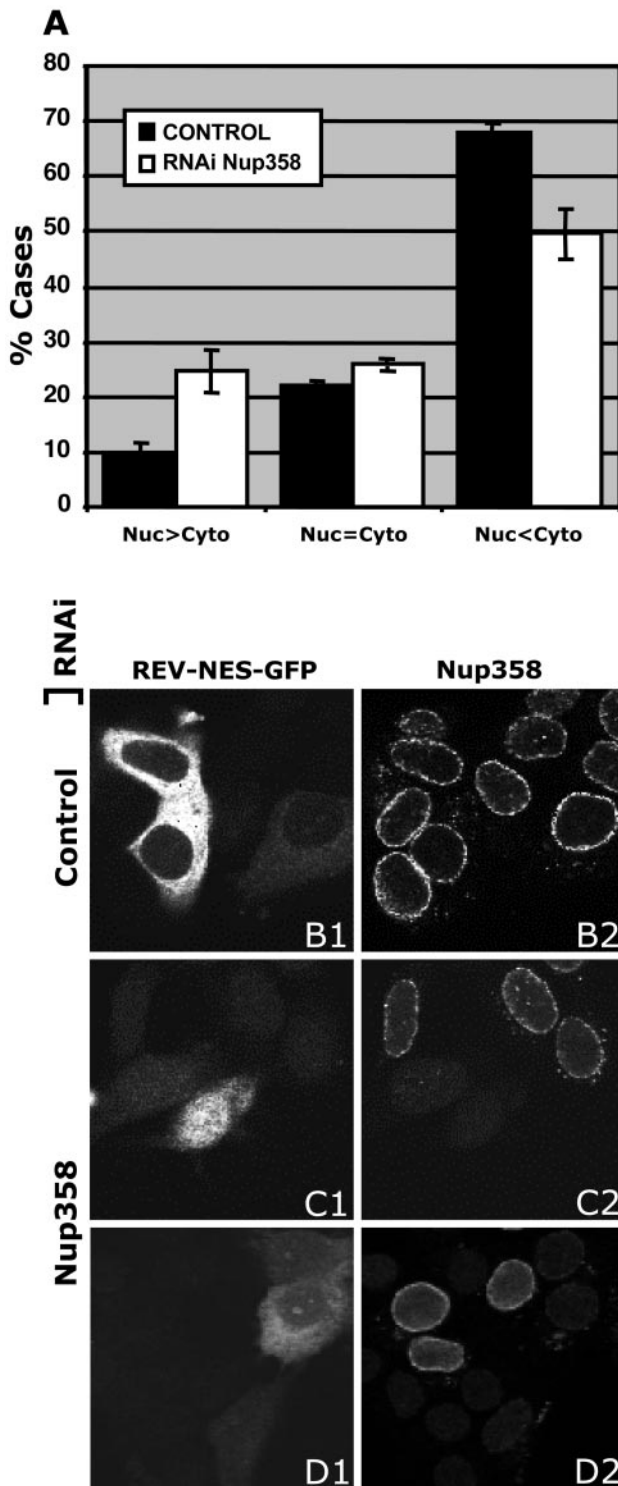 A
80
70
60
50
40
30
20
10
0
% Cases
CONTROL
RNAi Nup358
Nuc>Cyto
Nuc=Cyto
Nuc<Cyto
RNAi
REV-NES-GFP
Nup358
Control
B1
B2
Nup358
C1
C2
D1
D2